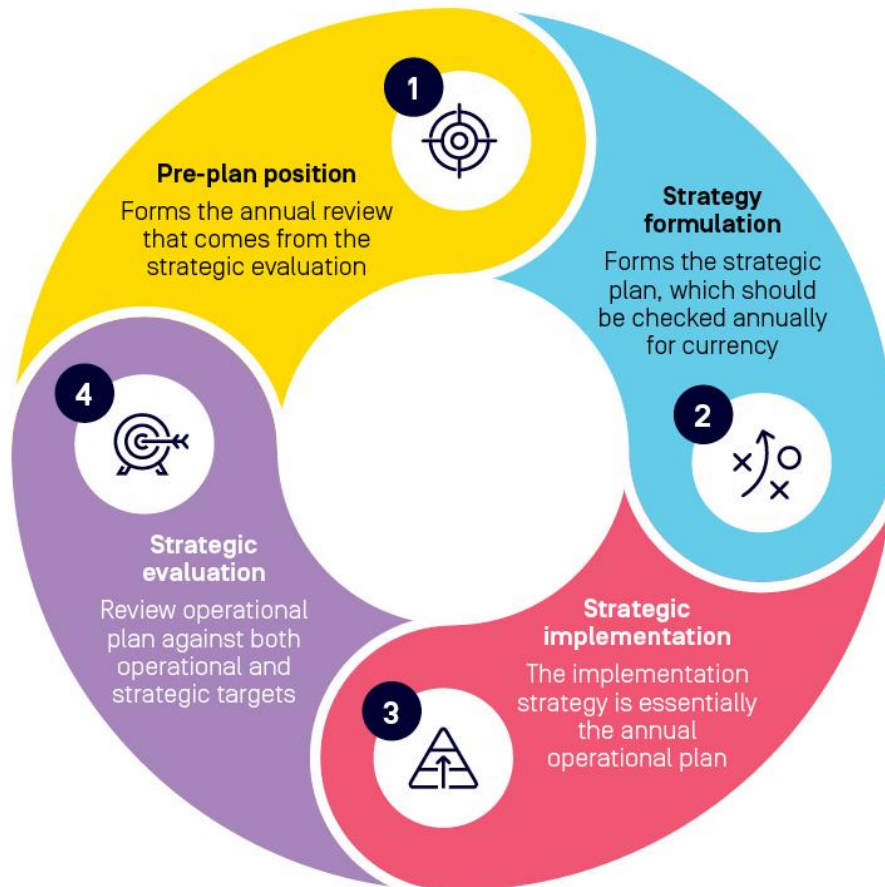 1
Pre-plan position
Forms the annual review
that comes from the
strategic evaluation
Strategy
formulation
Forms the strategic
plan, which should
be checked annually
for currency
2
Strategic
implementation
The implementation
strategy is essentially
the annual
operational plan
3
4
Strategic
evaluation
Review operational
plan against both
operational and
strategic targets